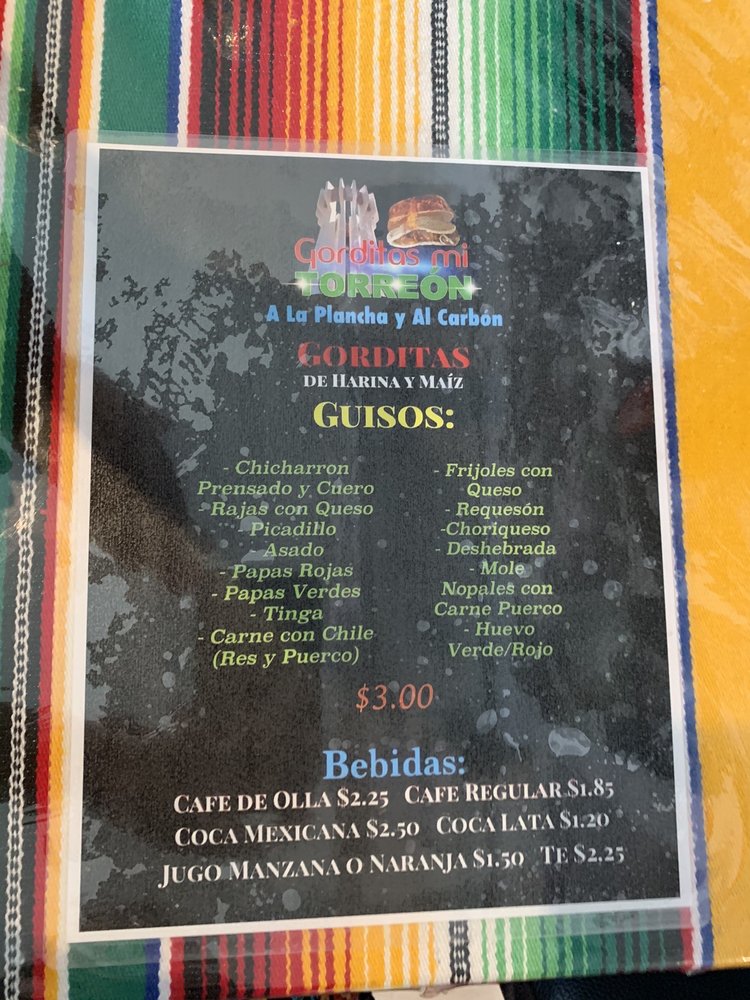 Gorditas mi
TORREÓN
A La Plancha y Al Carbón
GORDITAS
DE HARINA Y MAÍZ
GUISOS:
- Chicharron
Prensado y Cuero
- Rajas con Queso
- Picadillo
- Asado
- Papas Rojas
- Papas Verdes
- Tinga
- Carne con Chile
(Res y Puerco)
- Frijoles con
Queso
- Requesón
-Choriqueso
- Deshebrada
- Mole
Nopales con
Carne Puerco
- Huevo
Verde/Rojo
$3.00
Bebidas:
CAFE DE OLLA $2.25 CAFE REGULAR $1.85
COCA MEXICANA $2.50 COCA LATA $1.20
JUGO MANZANA O NARANJA $1.50 TE $2.25